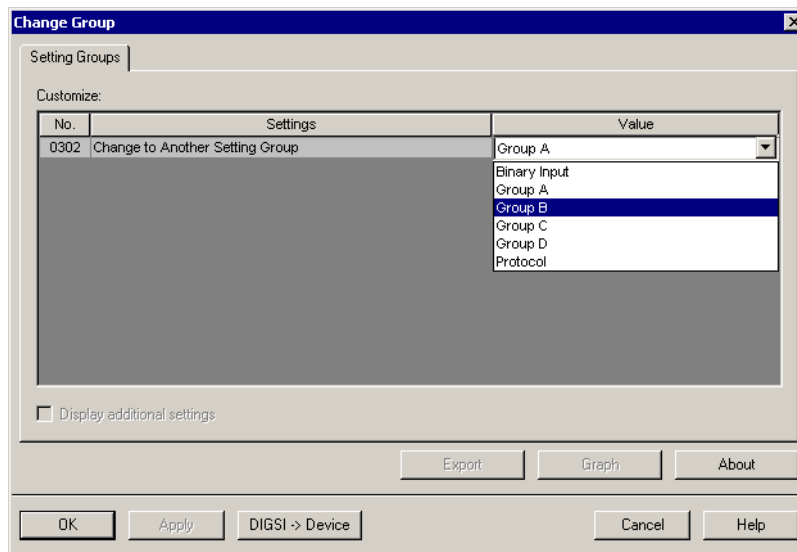 Change Group
Setting Groups
Customize:
No. Settings Value
0302 Change to Another Setting Group Group A
Binary Input
Group A
Group B
Group C
Group D
Protocol
Display additional settings
Export Graph About
OK Apply DIGSI -> Device Cancel Help